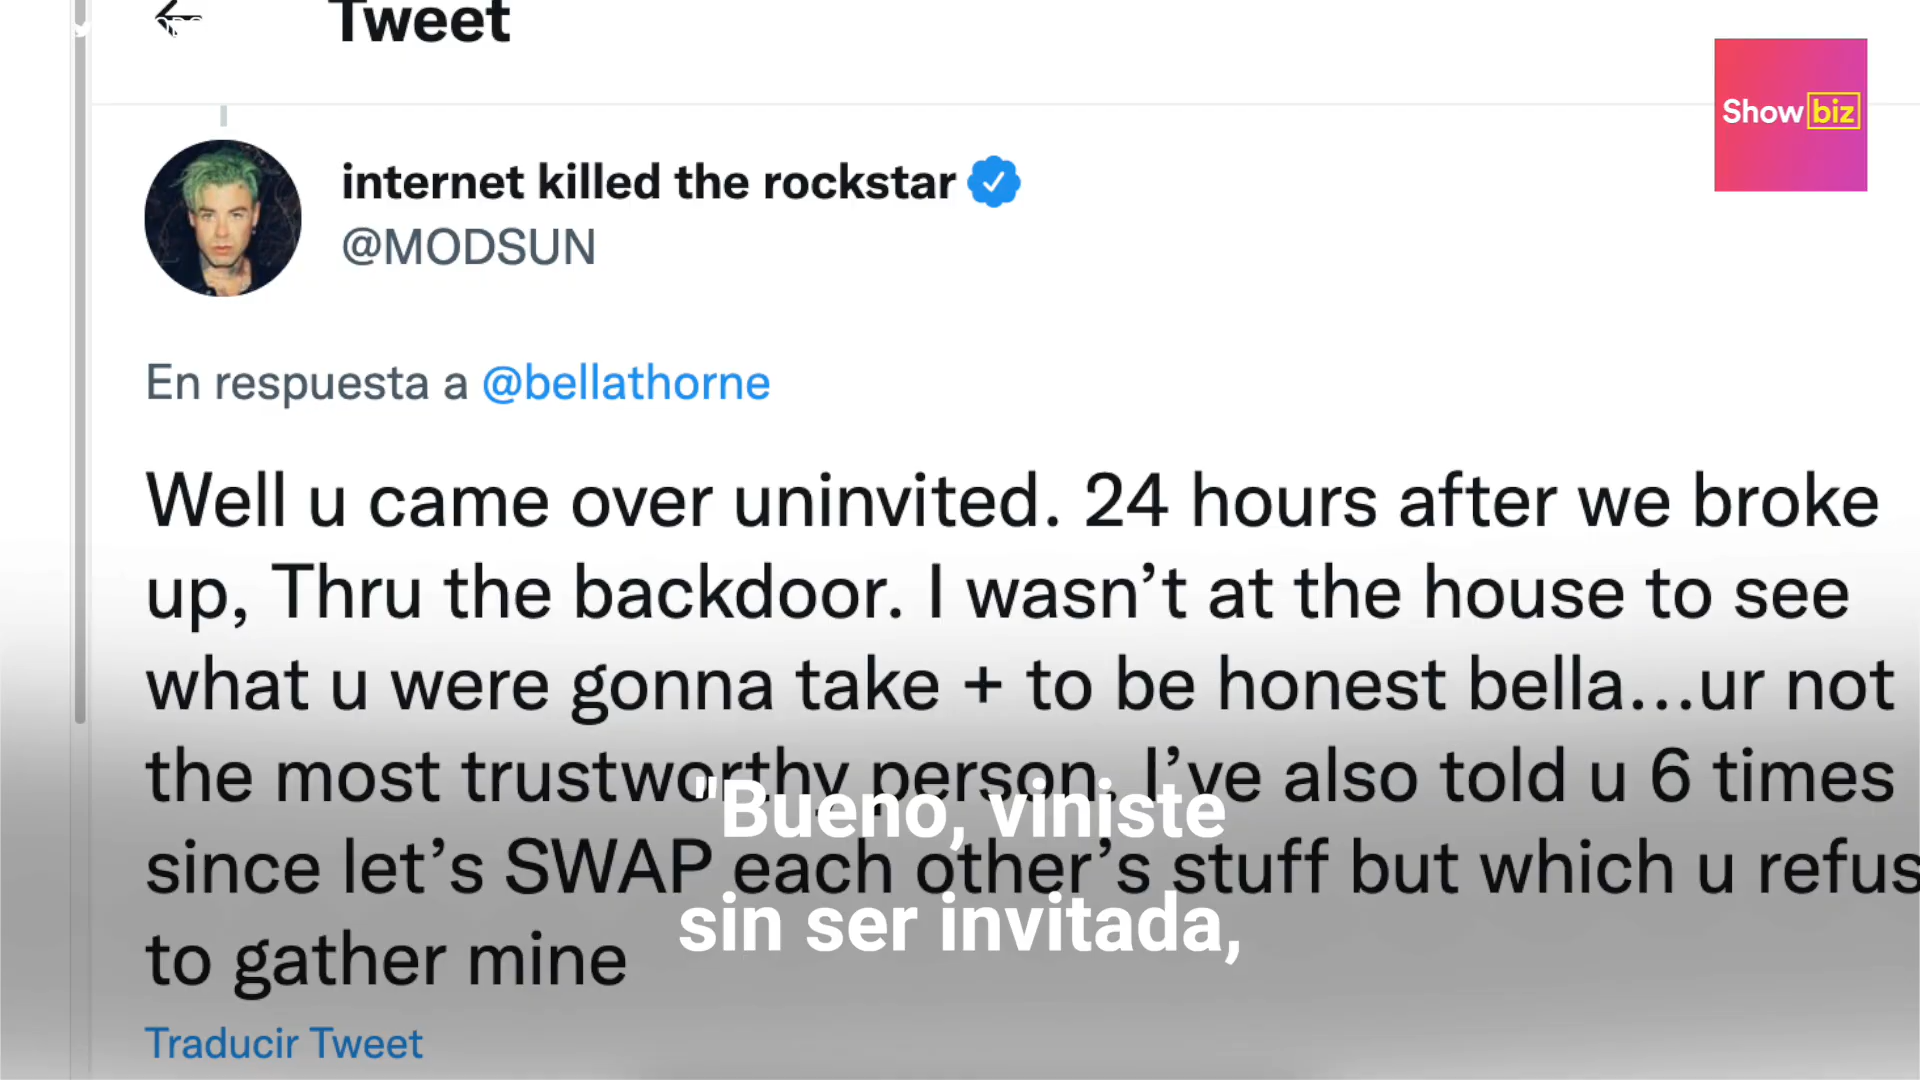 Tweet
Show biz
internet killed the rockstar
@MODSUN
En respuesta a @bellathorne
Well u came over uninvited. 24 hours after we broke
up, Thru the backdoor. I wasn’t at the house to see
what u were gonna take + to be honest bella…ur not
the most trustworthy person. I’ve also told u 6 times
since let’s SWAP each other’s stuff but which u refus
to gather mine
"Bueno, viniste
sin ser invitada,
Traducir Tweet